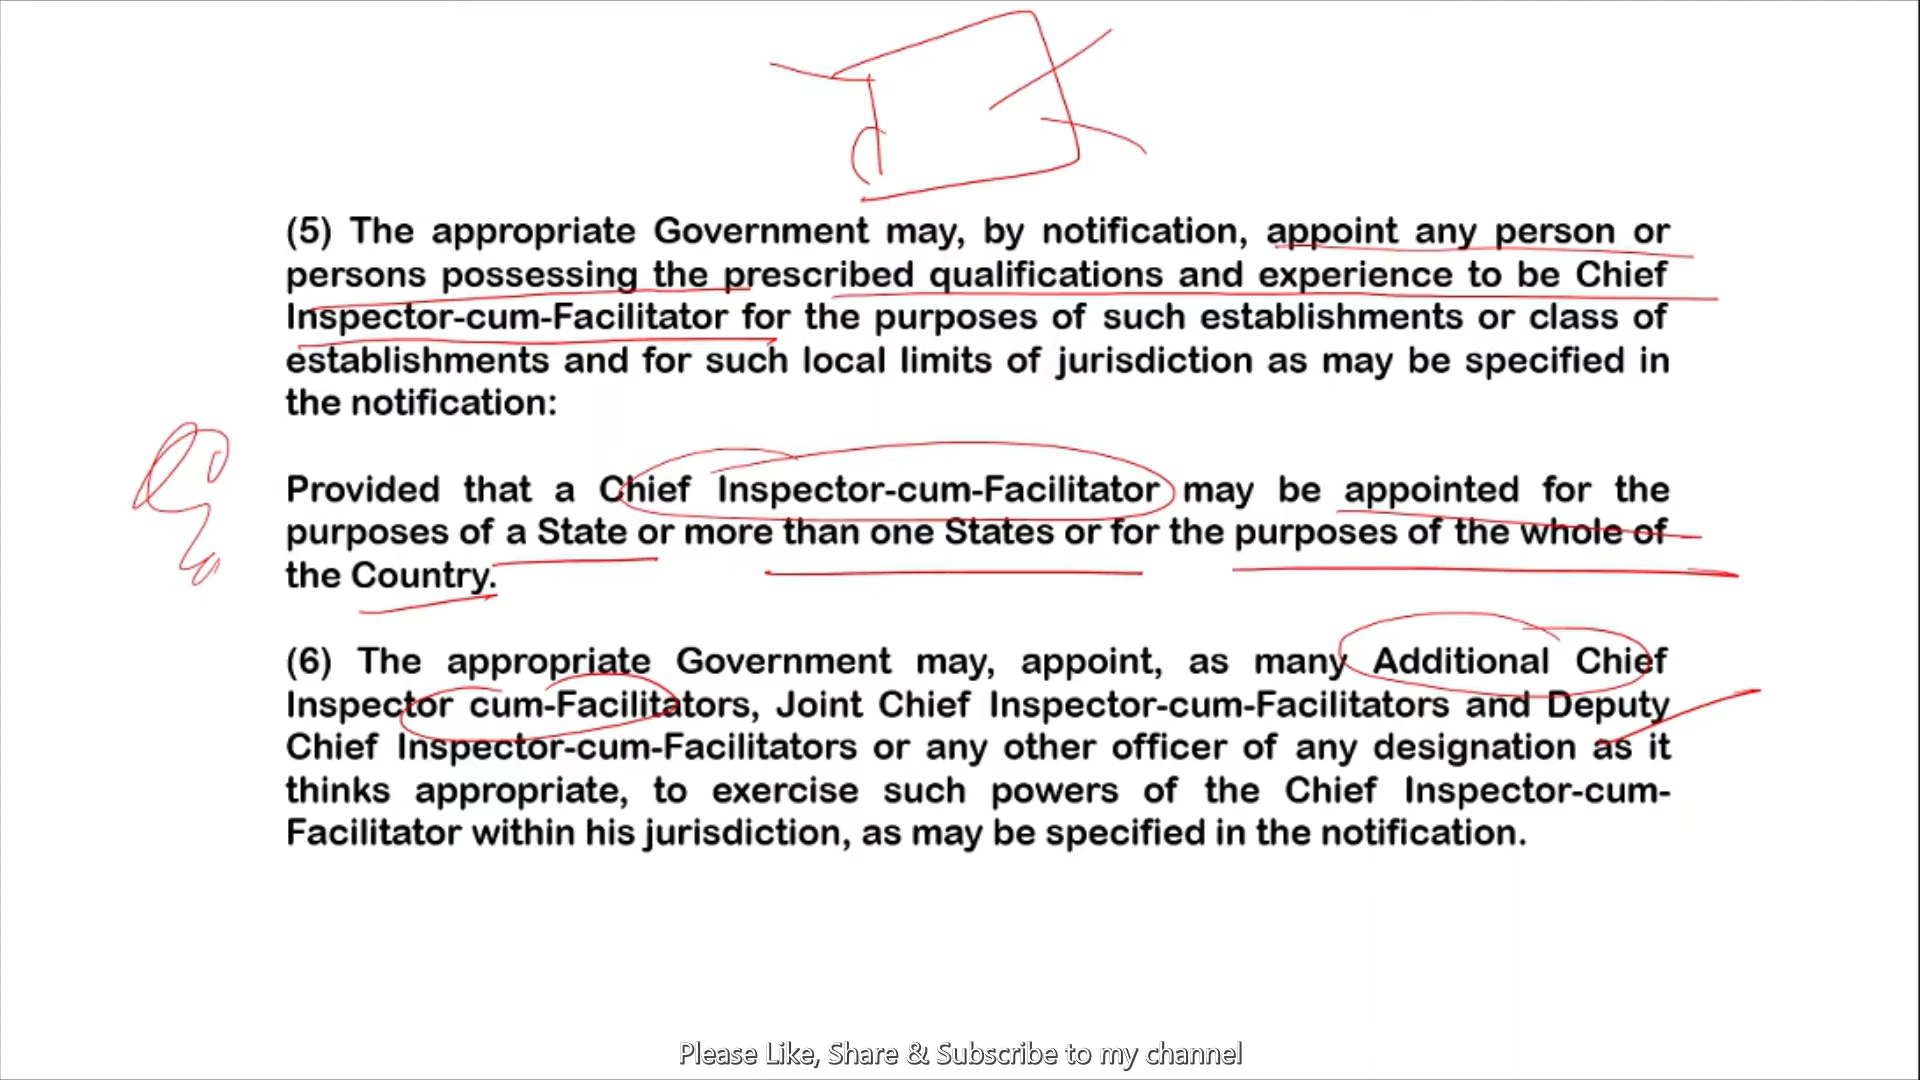 (5) The appropriate Government may, by notification, appoint any person or
persons possessing the prescribed qualifications and experience to be Chief
Inspector-cum-Facilitator for the purposes of such establishments or class of
establishments and for such local limits of jurisdiction as may be specified in
the notification:
Provided that a Chief Inspector-cum-Facilitator may be appointed for the
purposes of a State or more than one States or for the purposes of the whole of
the Country.
(6) The appropriate Government may, appoint, as many Additional Chief
Inspector cum-Facilitators, Joint Chief Inspector-cum-Facilitators and Deputy
Chief Inspector-cum-Facilitators or any other officer of any designation as it
thinks appropriate, to exercise such powers of the Chief Inspector-cum-
Facilitator within his jurisdiction, as may be specified in the notification.
Please Like, Share & Subscribe to my channel